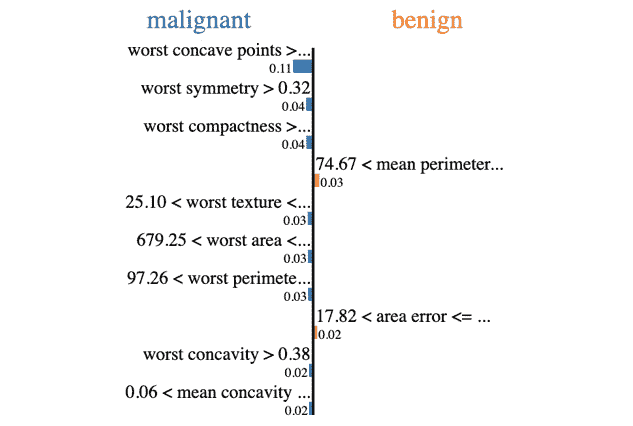 malignant benign
worst concave points >...
0.11
worst symmetry > 0.32
0.04
worst compactness >...
0.04
74.67 < mean perimeter...
0.03
25.10 < worst texture <...
0.03
679.25 < worst area <...
0.03
97.26 < worst perimete...
0.03
17.82 < area error <= ...
0.02
worst concavity > 0.38
0.02
0.06 < mean concavity ...
0.02